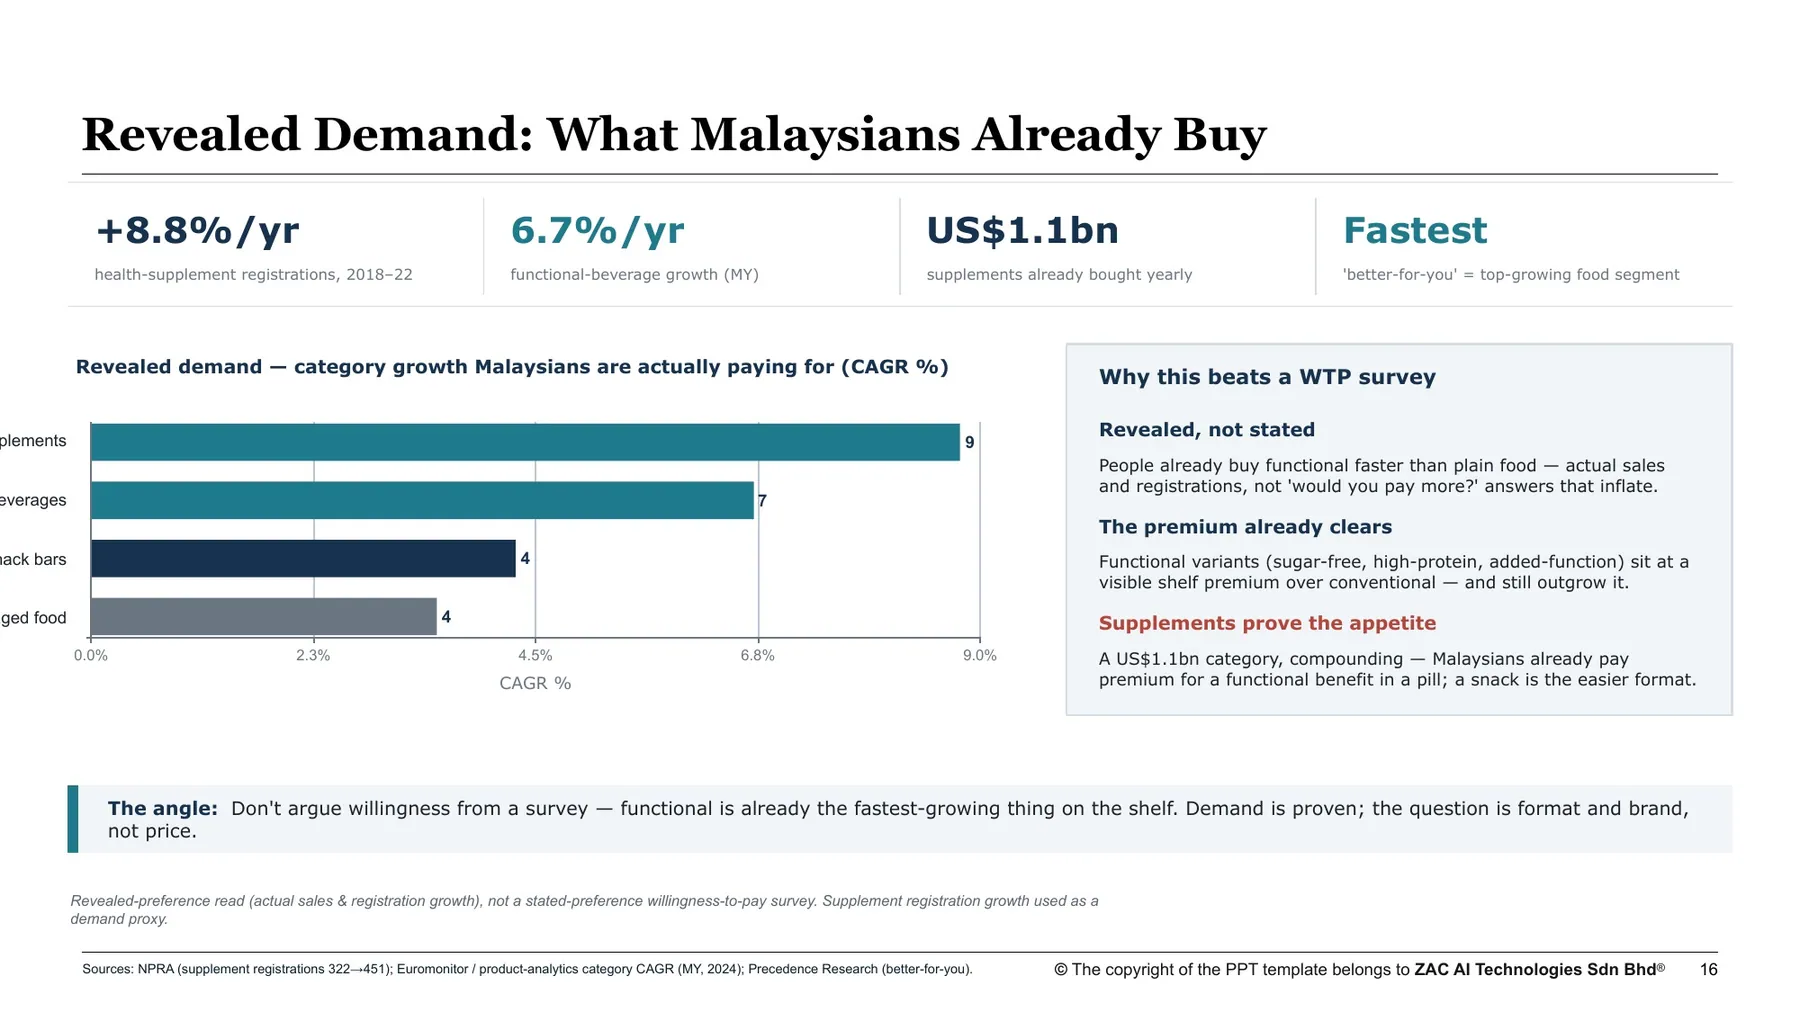 Revealed Demand: What Malaysians Already Buy
+8.8%/yr
health-supplement registrations, 2018–22
6.7%/yr
functional-beverage growth (MY)
US$1.1bn
supplements already bought yearly
Fastest
'better-for-you' = top-growing food segment
Revealed demand — category growth Malaysians are actually paying for (CAGR %)
plements
9
everages
7
nack bars
4
ged food
4
0.0%
2.3%
4.5%
6.8%
9.0%
CAGR %
Why this beats a WTP survey
Revealed, not stated
People already buy functional faster than plain food — actual sales
and registrations, not 'would you pay more?' answers that inflate.
The premium already clears
Functional variants (sugar-free, high-protein, added-function) sit at a
visible shelf premium over conventional — and still outgrow it.
Supplements prove the appetite
A US$1.1bn category, compounding — Malaysians already pay
premium for a functional benefit in a pill; a snack is the easier format.
The angle: Don't argue willingness from a survey — functional is already the fastest-growing thing on the shelf. Demand is proven; the question is format and brand,
not price.
Revealed-preference read (actual sales & registration growth), not a stated-preference willingness-to-pay survey. Supplement registration growth used as a
demand proxy.
Sources: NPRA (supplement registrations 322→451); Euromonitor / product-analytics category CAGR (MY, 2024); Precedence Research (better-for-you).
© The copyright of the PPT template belongs to ZAC AI Technologies Sdn Bhd®
16